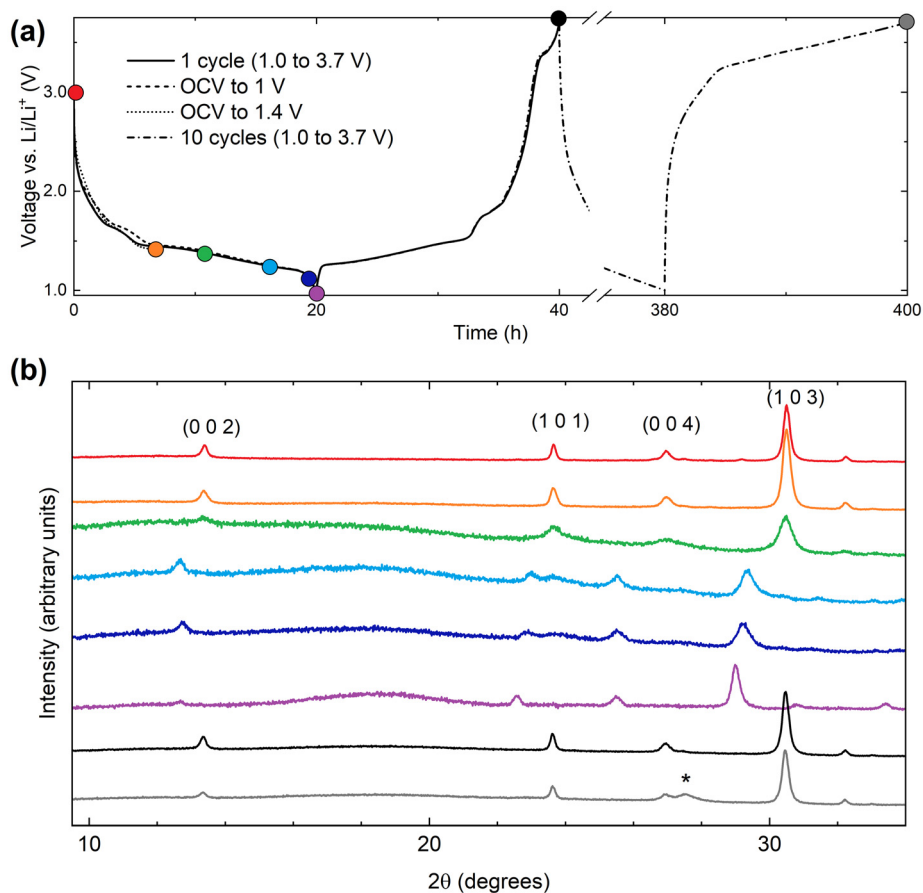 (a)
1 cycle (1.0 to 3.7 V)
OCV to 1 V
OCV to 1.4 V
10 cycles (1.0 to 3.7 V)
Voltage vs. Li/Li⁺ (V)
3.0
2.0
1.0
0
20
40
380
400
Time (h)
(b)
(0 0 2)
(1 0 1)
(0 0 4)
(1 0 3)
*
Intensity (arbitrary units)
10
20
30
2θ (degrees)